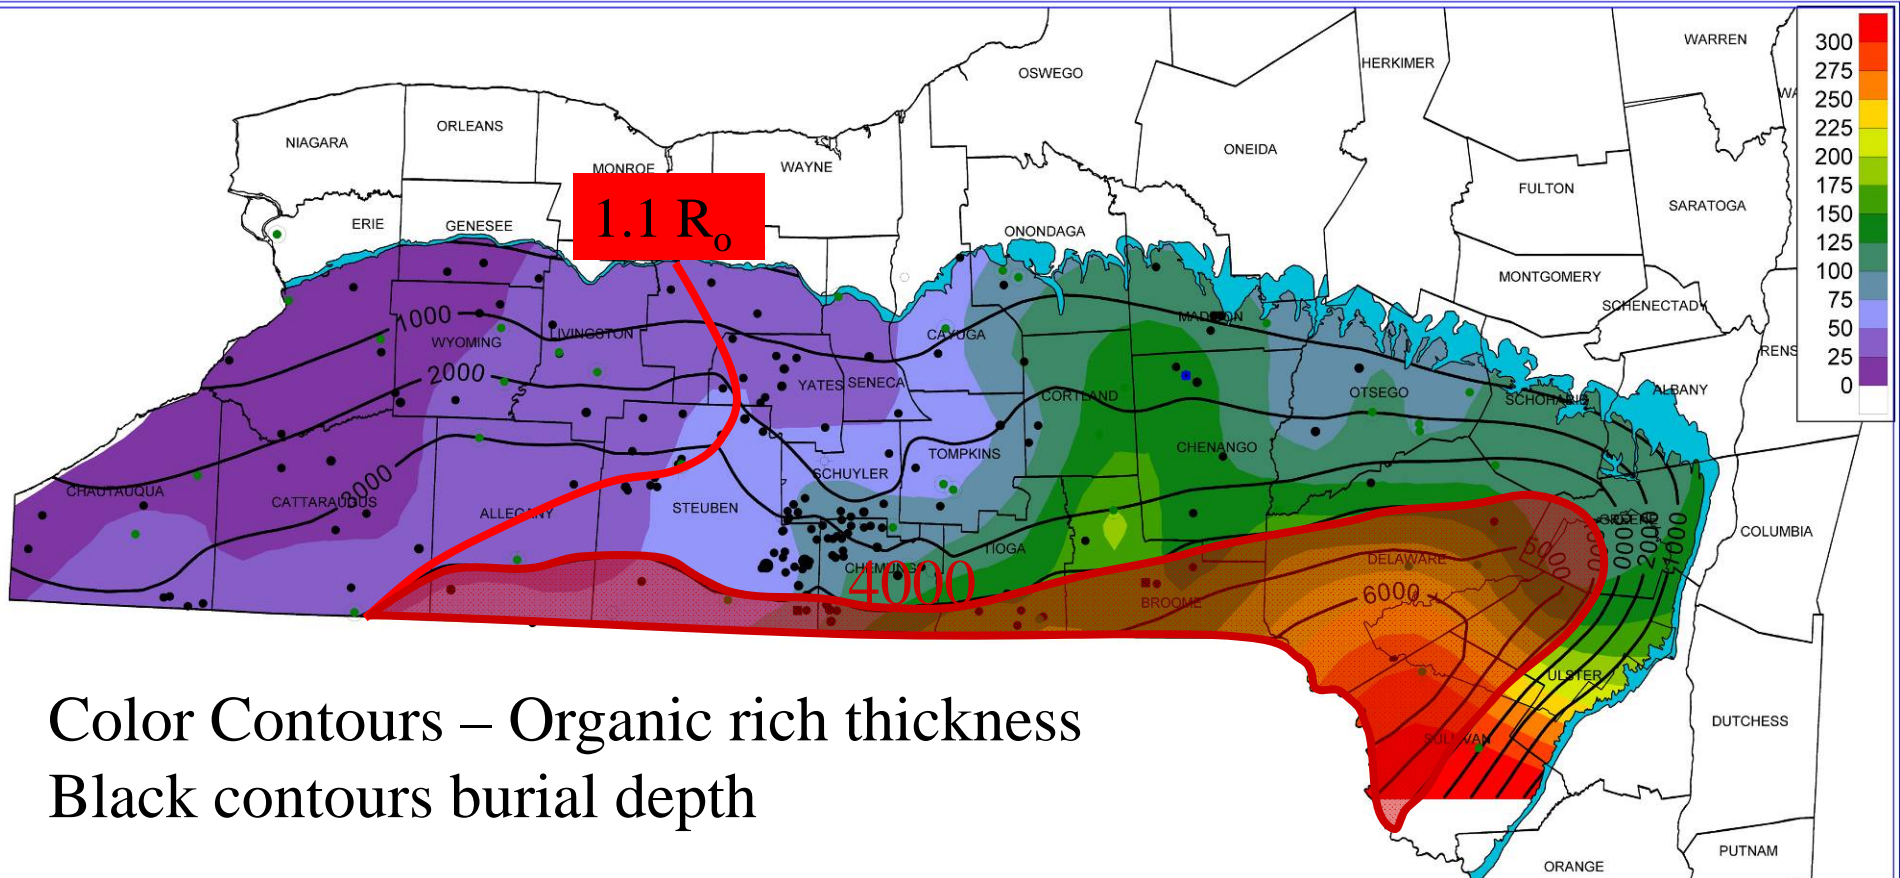 WARREN
OSWEGO
HERKIMER
300
275
250
225
200
175
150
125
100
75
50
25
0
WA
ORLEANS
NIAGARA
ONEIDA
MONROE
WAYNE
FULTON
SARATOGA
1.1 Ro
ERIE
GENESEE
ONONDAGA
MONTGOMERY
SCHENECTADY
1000
MADISON
LIVINGSTON
CAYUGA
WYOMING
RENS
2000
YATES
SENECA
CORTLAND
OTSEGO
SCHOHARIE
ALBANY
CHENANGO
TOMPKINS
SCHUYLER
CHAUTAUQUA
3000
CATTARAUGUS
STEUBEN
ALLEGANY
GREENE
2000
1000
COLUMBIA
TIOGA
5000
DELAWARE
CHEMUNG
4000
6000
BROOME
ULSTER
Color Contours – Organic rich thickness
DUTCHESS
SULLIVAN
Black contours burial depth
PUTNAM
ORANGE